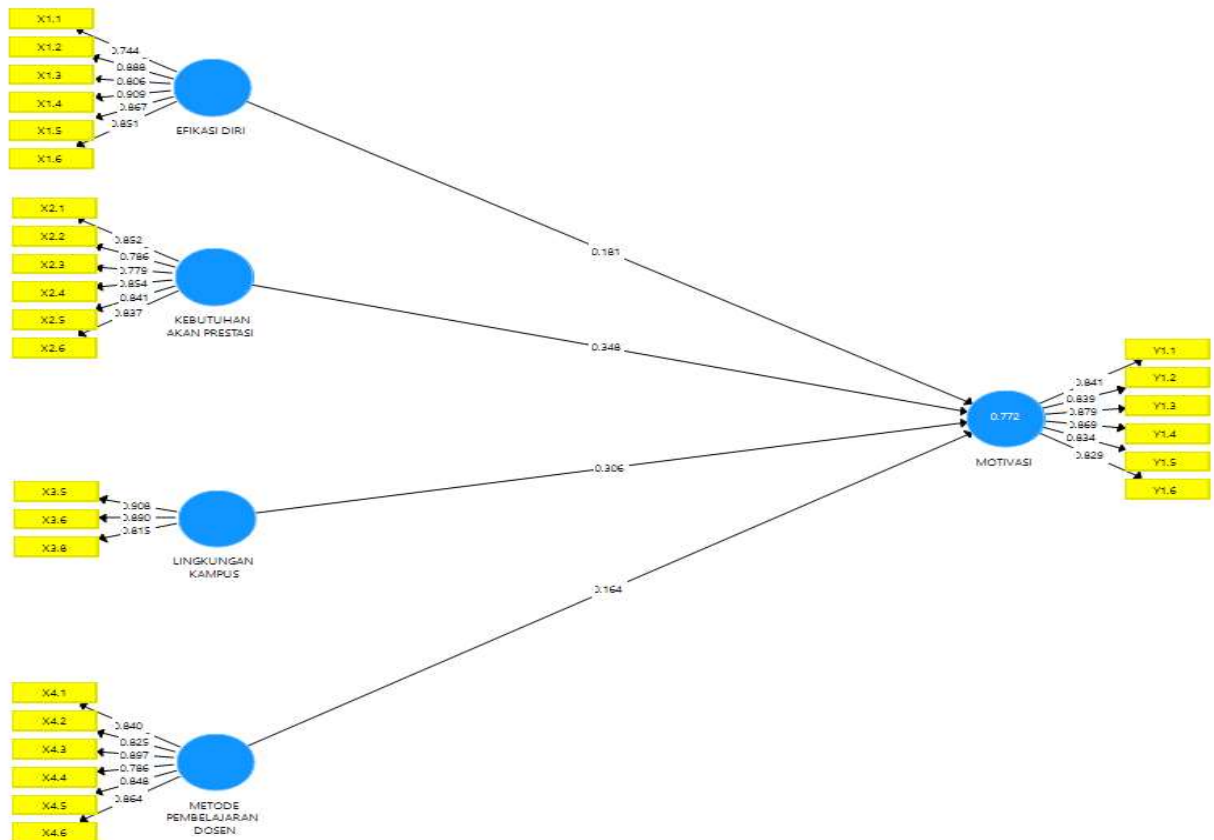 X1.1
X1.2
X1.3
X1.4
X1.5
X1.6
0.744
0.888
0.806
0.909
0.867
0.851
EFIKASI DIRI
X2.1
X2.2
X2.3
X2.4
X2.5
X2.6
0.852
0.786
0.779
0.854
0.841
0.837
KEBUTUHAN
AKAN PRESTASI
X3.5
X3.6
X3.8
0.908
0.890
0.815
LINGKUNGAN
KAMPUS
X4.1
X4.2
X4.3
X4.4
X4.5
X4.6
0.840
0.825
0.897
0.786
0.848
0.864
METODE
PEMBELAJARAN
DOSEN
0.181
0.348
0.306
0.164
0.772
MOTIVASI
0.841
0.839
0.879
0.869
0.834
0.829
Y1.1
Y1.2
Y1.3
Y1.4
Y1.5
Y1.6